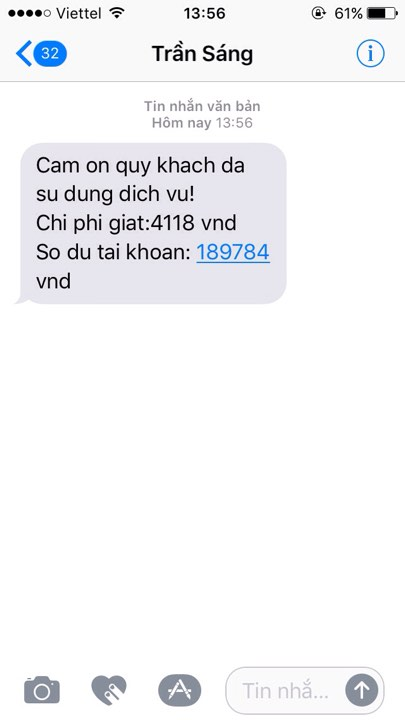 Viettel 13:56 61%
32 Trần Sáng
Tin nhắn văn bản
Hôm nay 13:56
Cam on quy khach da
su dung dich vu!
Chi phi giat:4118 vnd
So du tai khoan: 189784
vnd
Tin nhắ...